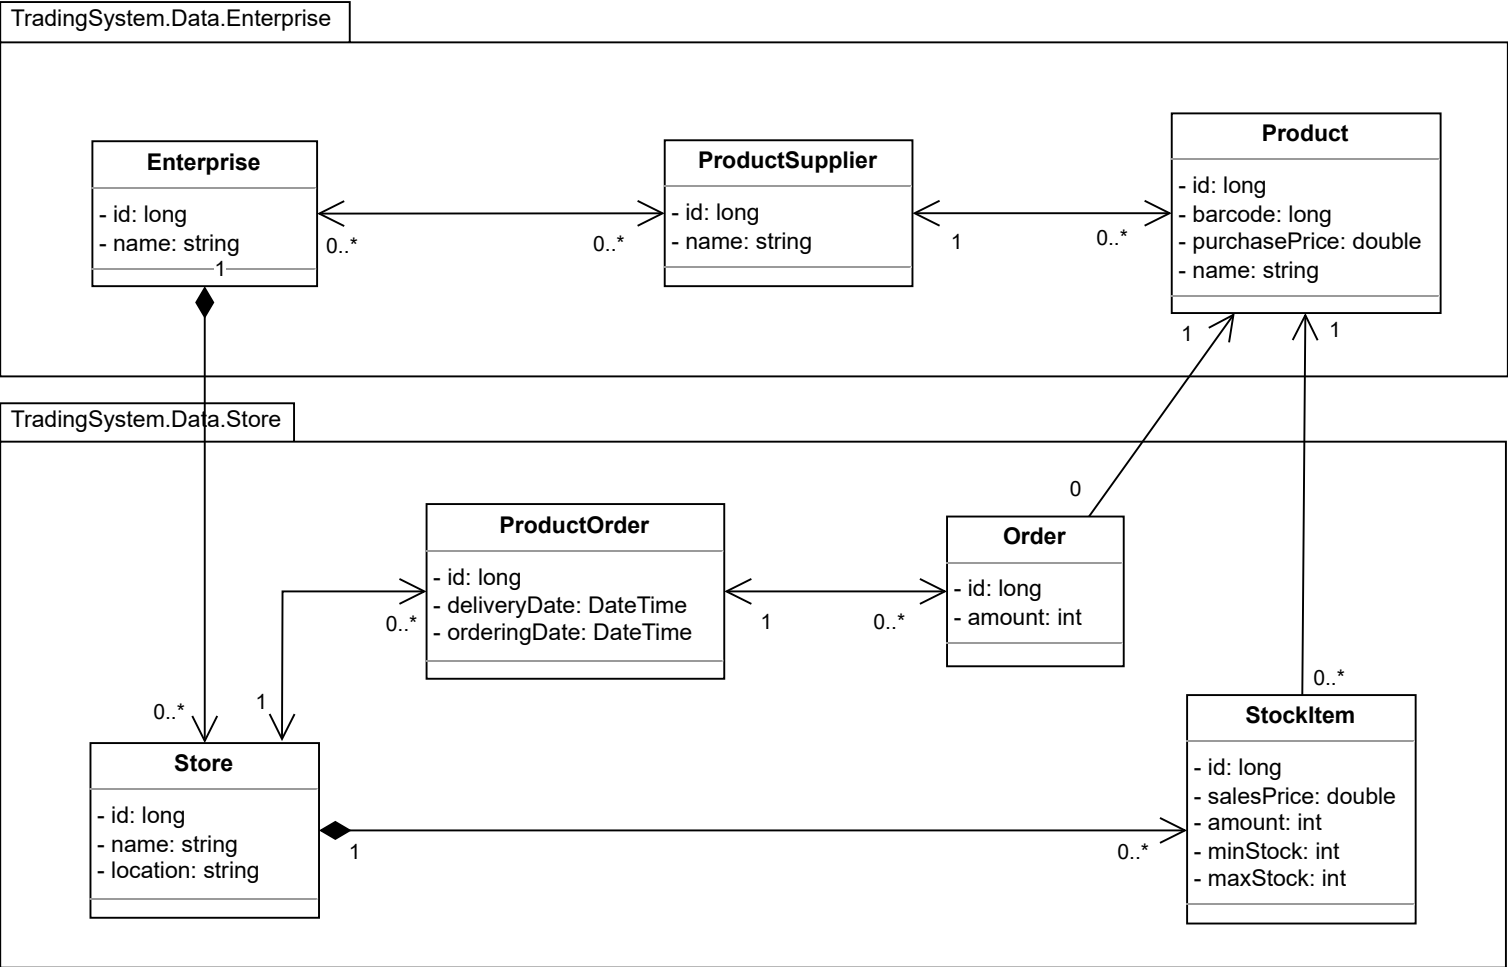 TradingSystem.Data.Enterprise
Enterprise
- id: long
- name: string
1
0..*
0..*
ProductSupplier
- id: long
- name: string
1
0..*
Product
- id: long
- barcode: long
- purchasePrice: double
- name: string
1
1
TradingSystem.Data.Store
0
ProductOrder
- id: long
- deliveryDate: DateTime
- orderingDate: DateTime
0..*
1
0..*
Order
- id: long
- amount: int
0..*
1
0..*
Store
- id: long
- name: string
- location: string
1
0..*
StockItem
- id: long
- salesPrice: double
- amount: int
- minStock: int
- maxStock: int